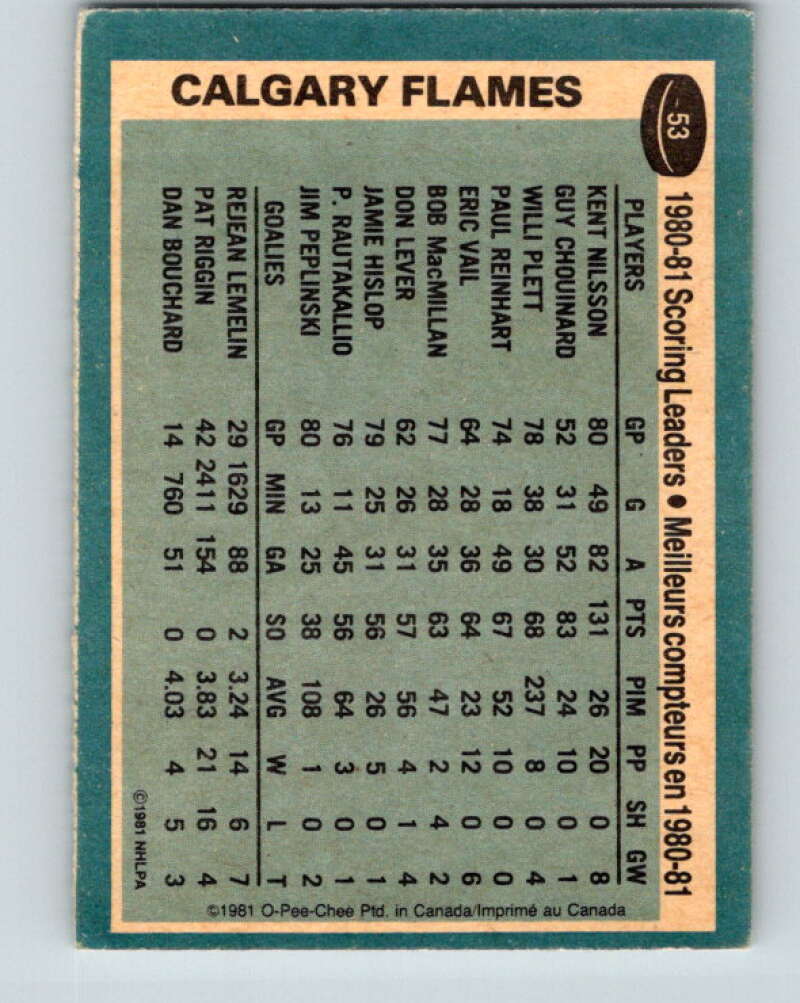 CALGARY FLAMES
53
1980-81 Scoring Leaders • Meilleurs compteurs en 1980-81
PLAYERS GP G A PTS PIM PP SH GW
KENT NILSSON 80 49 82 131 26 20 0 8
GUY CHOUINARD 52 31 52 83 24 10 0 1
WILLI PLETT 78 38 30 68 237 8 0 4
PAUL REINHART 74 18 49 67 52 10 0 0
ERIC VAIL 64 28 36 64 23 12 0 6
BOB MacMILLAN 77 28 35 63 47 2 4 2
DON LEVER 62 26 31 57 56 4 1 4
JAMIE HISLOP 79 25 31 56 26 5 0 1
P. RAUTAKALLIO 76 11 45 56 64 3 0 1
JIM PEPLINSKI 80 13 25 38 108 1 0 2
GOALIES GP MIN GA SO AVG W L T
REJEAN LEMELIN 29 1629 88 2 3.24 14 6 7
PAT RIGGIN 42 2411 154 0 3.83 21 16 4
DAN BOUCHARD 14 760 51 0 4.03 4 5 3
©1981 NHLPA
©1981 O-Pee-Chee Ptd. in Canada/Imprimé au Canada